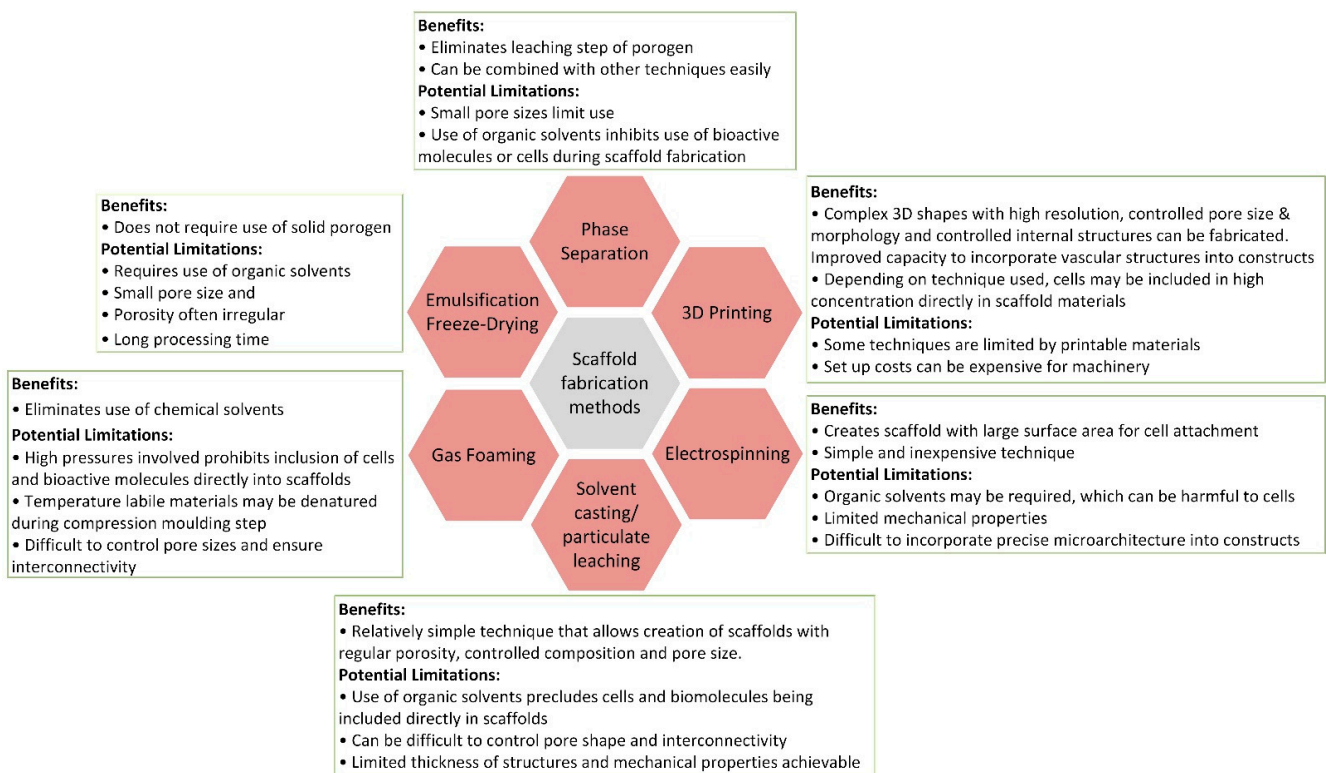 Benefits:
• Eliminates leaching step of porogen
• Can be combined with other techniques easily
Potential Limitations:
• Small pore sizes limit use
• Use of organic solvents inhibits use of bioactive
molecules or cells during scaffold fabrication
Benefits:
• Does not require use of solid porogen
Potential Limitations:
• Requires use of organic solvents
• Small pore size and
• Porosity often irregular
• Long processing time
Benefits:
• Complex 3D shapes with high resolution, controlled pore size &
morphology and controlled internal structures can be fabricated.
Improved capacity to incorporate vascular structures into constructs
• Depending on technique used, cells may be included in high
concentration directly in scaffold materials
Potential Limitations:
• Some techniques are limited by printable materials
• Set up costs can be expensive for machinery
Phase
Separation
Emulsification
Freeze-Drying
3D Printing
Scaffold
fabrication
methods
Gas Foaming
Electrospinning
Solvent
casting/
particulate
leaching
Benefits:
• Eliminates use of chemical solvents
Potential Limitations:
• High pressures involved prohibits inclusion of cells
and bioactive molecules directly into scaffolds
• Temperature labile materials may be denatured
during compression moulding step
• Difficult to control pore sizes and ensure
interconnectivity
Benefits:
• Creates scaffold with large surface area for cell attachment
• Simple and inexpensive technique
Potential Limitations:
• Organic solvents may be required, which can be harmful to cells
• Limited mechanical properties
• Difficult to incorporate precise microarchitecture into constructs
Benefits:
• Relatively simple technique that allows creation of scaffolds with
regular porosity, controlled composition and pore size.
Potential Limitations:
• Use of organic solvents precludes cells and biomolecules being
included directly in scaffolds
• Can be difficult to control pore shape and interconnectivity
• Limited thickness of structures and mechanical properties achievable